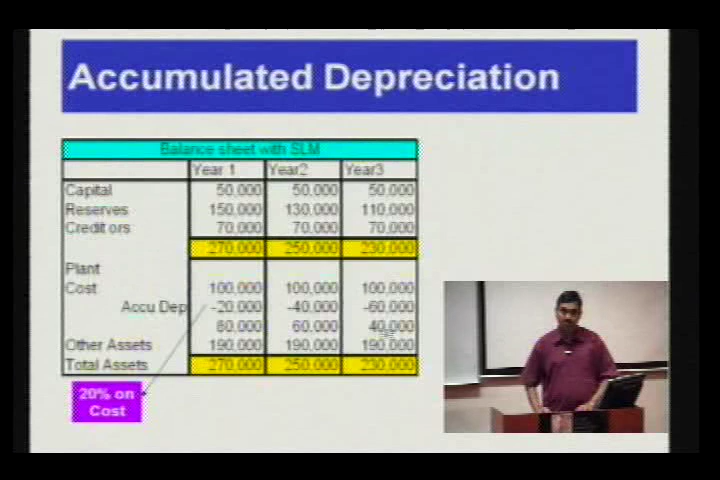 Accumulated Depreciation
Balance sheet with SLM
Year 1 Year2 Year3
Capital 50,000 50,000 50,000
Reserves 150,000 130,000 110,000
Creditors 70,000 70,000 70,000
270,000 250,000 230,000
Plant
Cost 100,000 100,000 100,000
Accu Dep -20,000 -40,000 -60,000
80,000 60,000 40,000
Other Assets 190,000 190,000 190,000
Total Assets 270,000 250,000 230,000
20% on
Cost